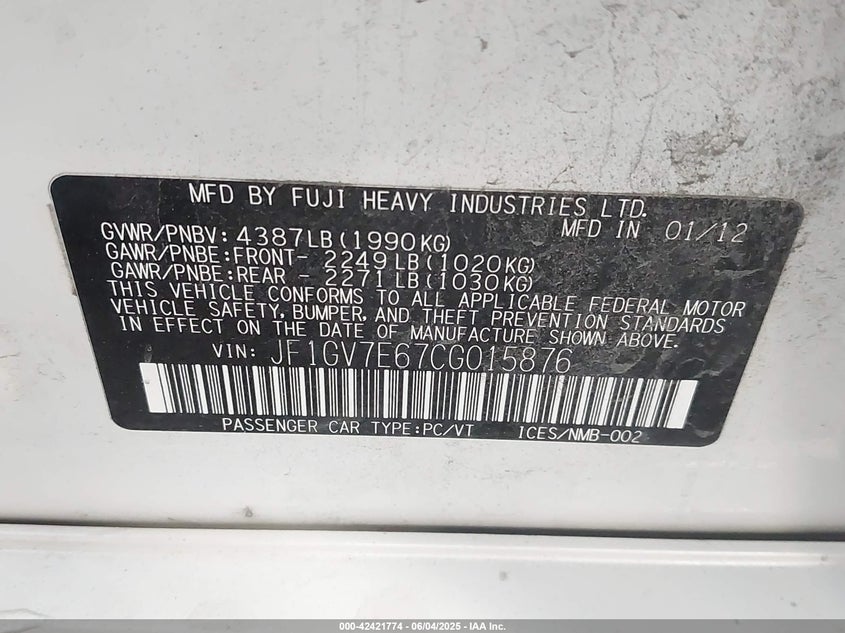 MFD BY FUJI HEAVY INDUSTRIES LTD.
MFD IN 01/12
GVWR/PNBV: 4387LB(1990KG)
GAWR/PNBE:FRONT- 2249LB(1020KG)
GAWR/PNBE:REAR - 2271LB(1030KG)
THIS VEHICLE CONFORMS TO ALL APPLICABLE FEDERAL MOTOR
VEHICLE SAFETY, BUMPER, AND THEFT PREVENTION STANDARDS
IN EFFECT ON THE DATE OF MANUFACTURE SHOWN ABOVE.
VIN: JF1GV7E67CG015876
PASSENGER CAR TYPE:PC/VT ICES/NMB-002
000-42421774 - 06/04/2025 - IAA Inc.